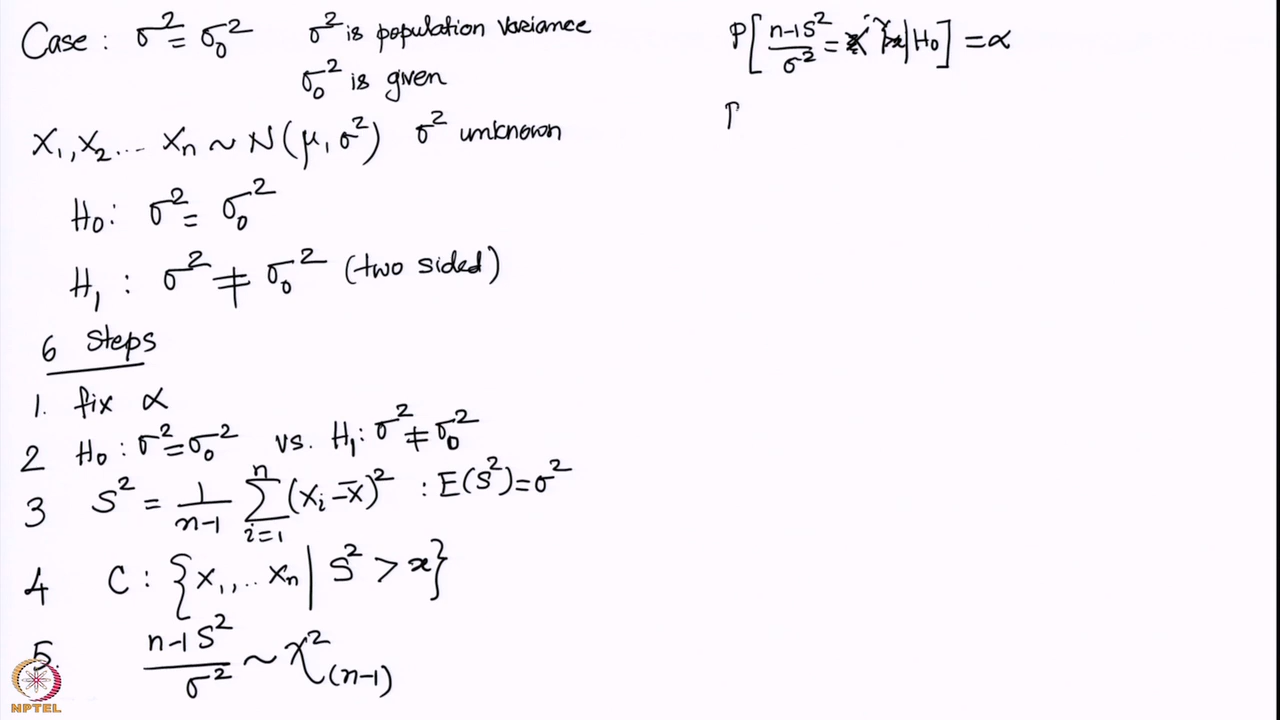 Case : σ² = σ₀² σ² is population variance
σ₀² is given
X₁, X₂ ... Xₙ ~ N(μ, σ²) σ² unknown
H₀: σ² = σ₀²
H₁ : σ² ≠ σ₀² (two sided)
6 Steps
1. fix α
2 H₀ : σ² = σ₀² vs. H₁ : σ² ≠ σ₀²
3 S² = 1/(n-1) Σᵢ₌₁ⁿ (Xᵢ - X̄)² : E(S²) = σ²
4 C : {X₁, .. Xₙ | S² > x}
5. n-1 S² / σ² ~ χ²₍ₙ₋₁₎
P[ n-1 S² / σ² = > x | H₀ ] = α
NPTEL